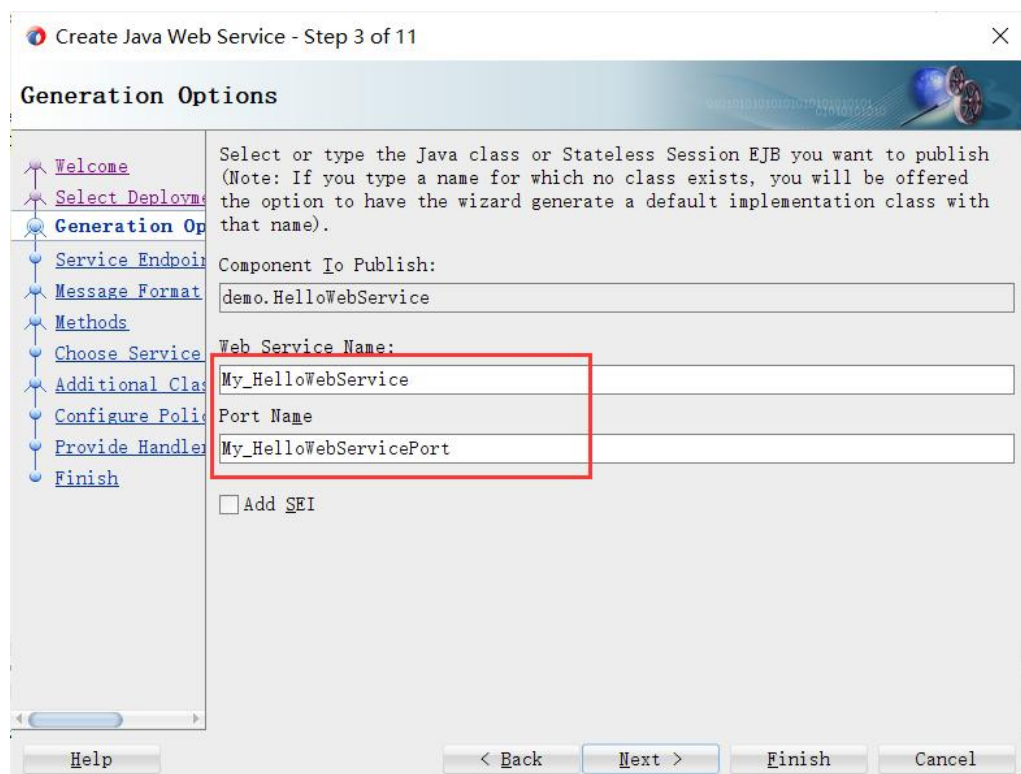 Create Java Web Service - Step 3 of 11
Generation Options
Welcome
Select Deployme
Generation Op
Service Endpoin
Message Format
Methods
Choose Service
Additional Clas
Configure Poli
Provide Handler
Finish
Select or type the Java class or Stateless Session EJB you want to publish
(Note: If you type a name for which no class exists, you will be offered
the option to have the wizard generate a default implementation class with
that name).
Component To Publish:
demo.HelloWebService
Web Service Name:
My_HelloWebService
Port Name
My_HelloWebServicePort
Add SEI
Help
< Back
Next >
Finish
Cancel